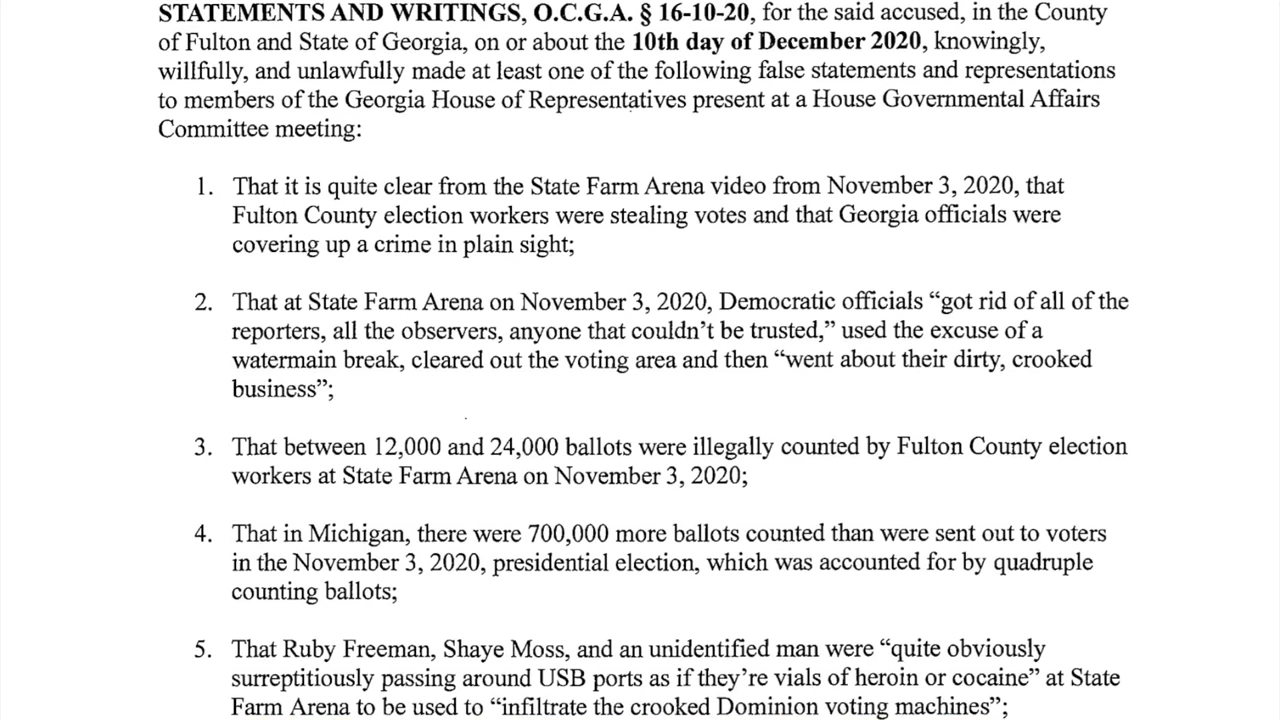 STATEMENTS AND WRITINGS, O.C.G.A. § 16-10-20, for the said accused, in the County
of Fulton and State of Georgia, on or about the 10th day of December 2020, knowingly,
willfully, and unlawfully made at least one of the following false statements and representations
to members of the Georgia House of Representatives present at a House Governmental Affairs
Committee meeting:
1. That it is quite clear from the State Farm Arena video from November 3, 2020, that
Fulton County election workers were stealing votes and that Georgia officials were
covering up a crime in plain sight;
2. That at State Farm Arena on November 3, 2020, Democratic officials “got rid of all of the
reporters, all the observers, anyone that couldn’t be trusted,” used the excuse of a
watermain break, cleared out the voting area and then “went about their dirty, crooked
business”;
3. That between 12,000 and 24,000 ballots were illegally counted by Fulton County election
workers at State Farm Arena on November 3, 2020;
4. That in Michigan, there were 700,000 more ballots counted than were sent out to voters
in the November 3, 2020, presidential election, which was accounted for by quadruple
counting ballots;
5. That Ruby Freeman, Shaye Moss, and an unidentified man were “quite obviously
surreptitiously passing around USB ports as if they’re vials of heroin or cocaine” at State
Farm Arena to be used to “infiltrate the crooked Dominion voting machines”;